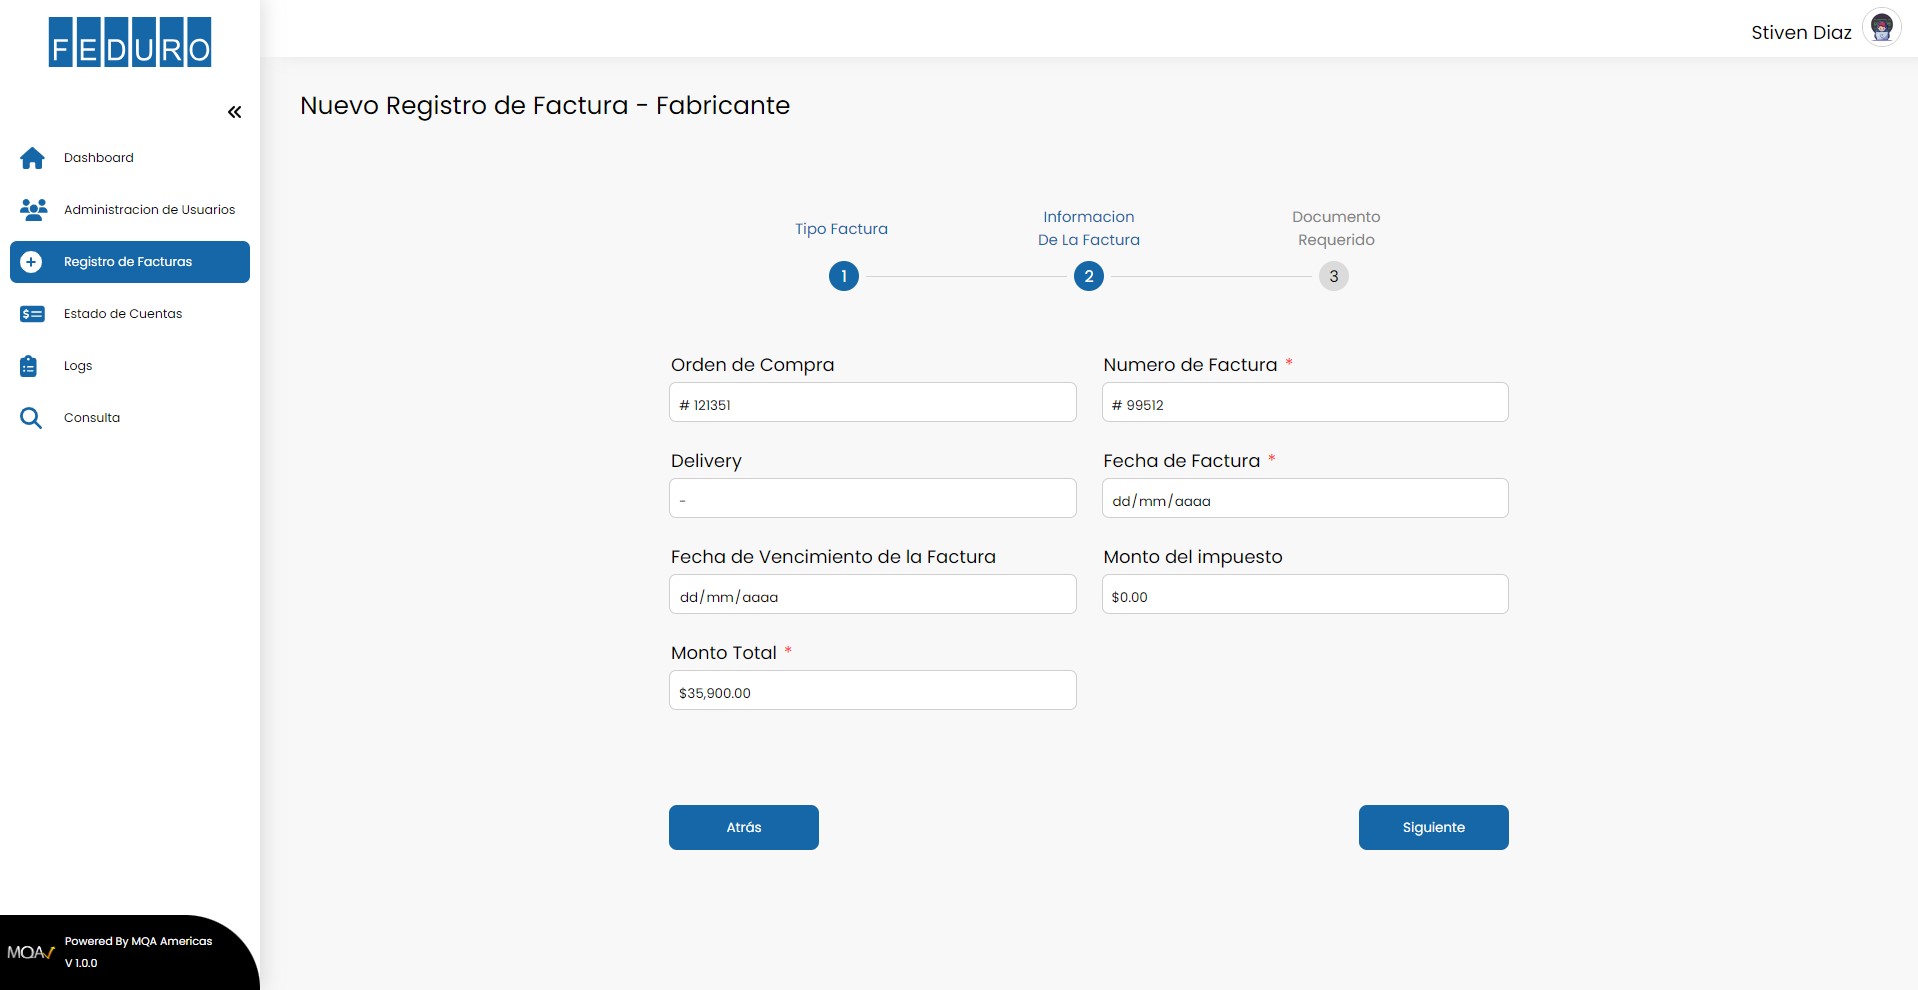 FEDURO
Stiven Diaz
Dashboard
Administracion de Usuarios
Registro de Facturas
Estado de Cuentas
Logs
Consulta
Nuevo Registro de Factura - Fabricante
Tipo Factura
Informacion
De La Factura
Documento
Requerido
1
2
3
Orden de Compra
# 121351
Numero de Factura *
# 99512
Delivery
-
Fecha de Factura *
dd/mm/aaaa
Fecha de Vencimiento de la Factura
dd/mm/aaaa
Monto del impuesto
$0.00
Monto Total *
$35,900.00
Atrás
Siguiente
MQA
Powered By MQA Americas
V 1.0.0